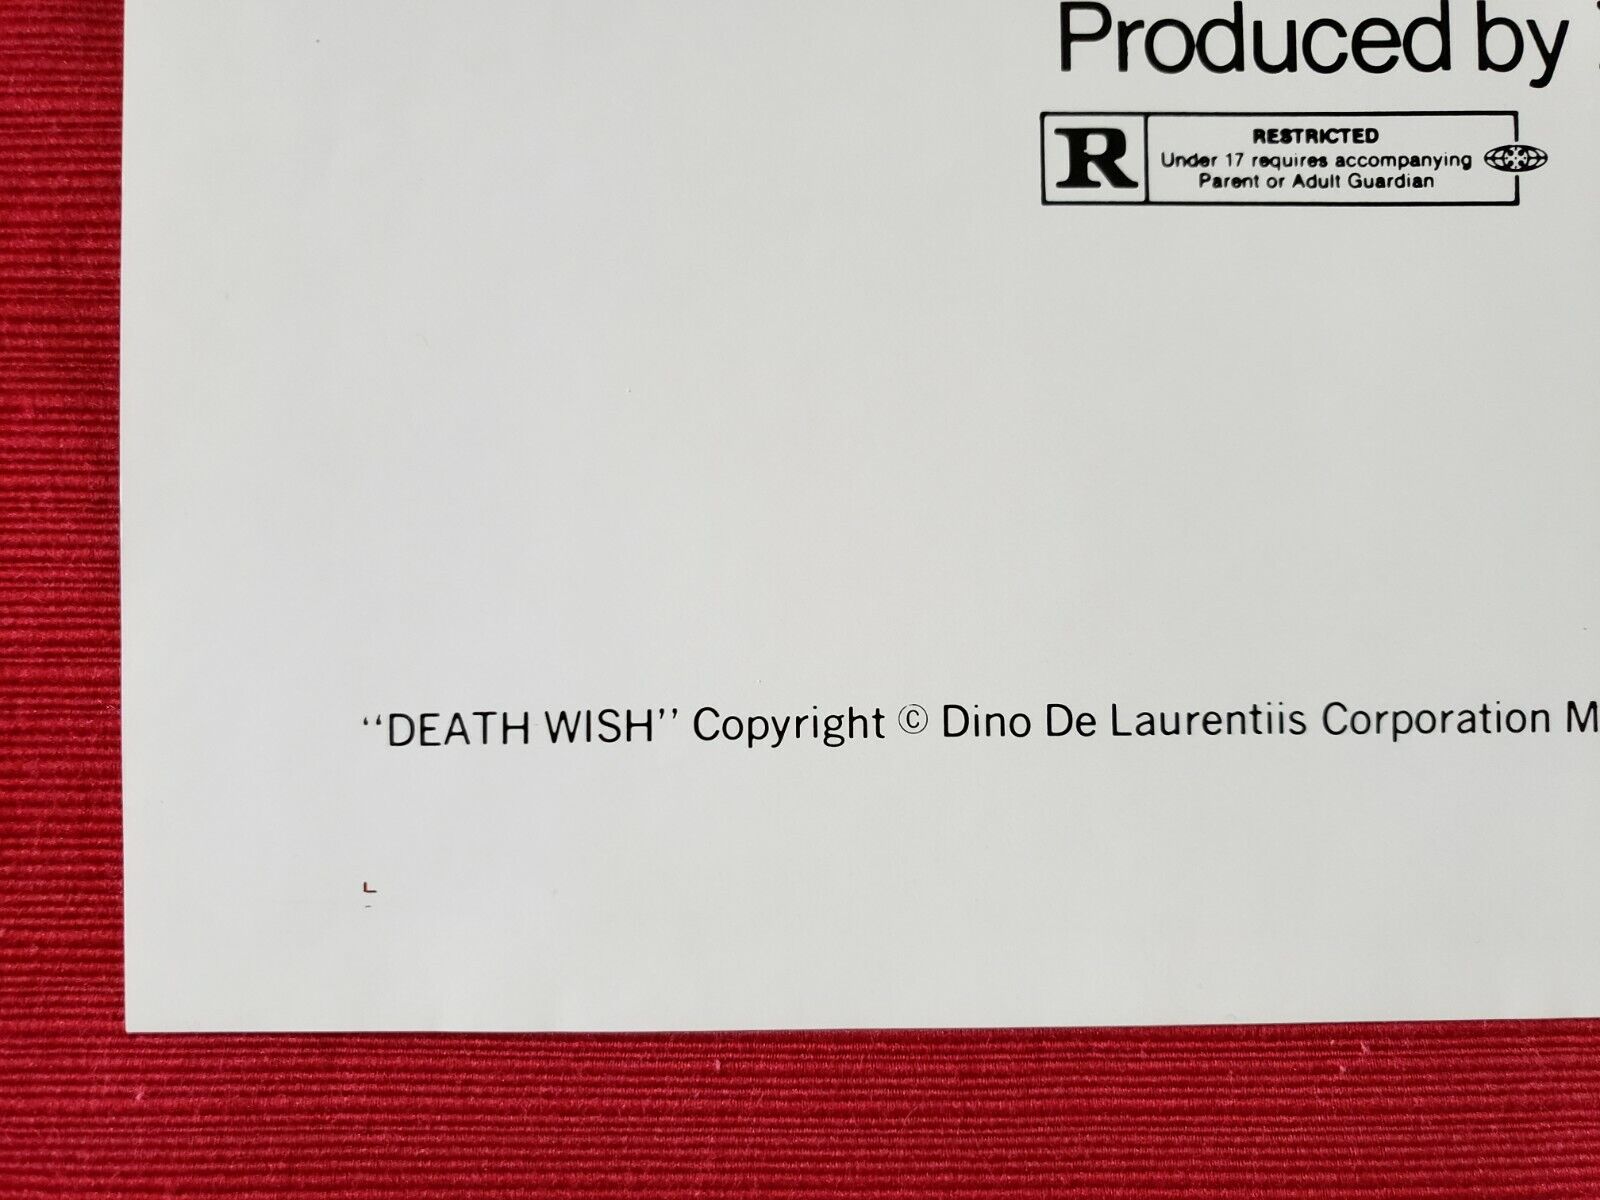 Produced by
R
RESTRICTED
Under 17 requires accompanying
Parent or Adult Guardian
“DEATH WISH” Copyright © Dino De Laurentiis Corporation M